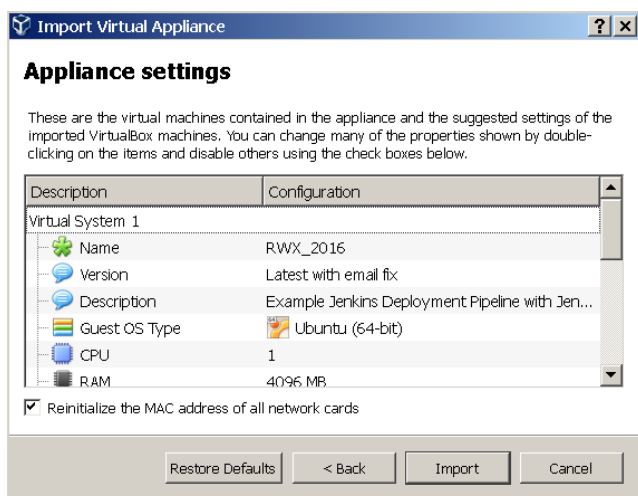 Import Virtual Appliance
Appliance settings
These are the virtual machines contained in the appliance and the suggested settings of the
imported VirtualBox machines. You can change many of the properties shown by double-
clicking on the items and disable others using the check boxes below.
Description Configuration
Virtual System 1
Name RWX_2016
Version Latest with email fix
Description Example Jenkins Deployment Pipeline with Jen...
Guest OS Type Ubuntu (64-bit)
CPU 1
RAM 4096 MB
Reinitialize the MAC address of all network cards
Restore Defaults < Back Import Cancel